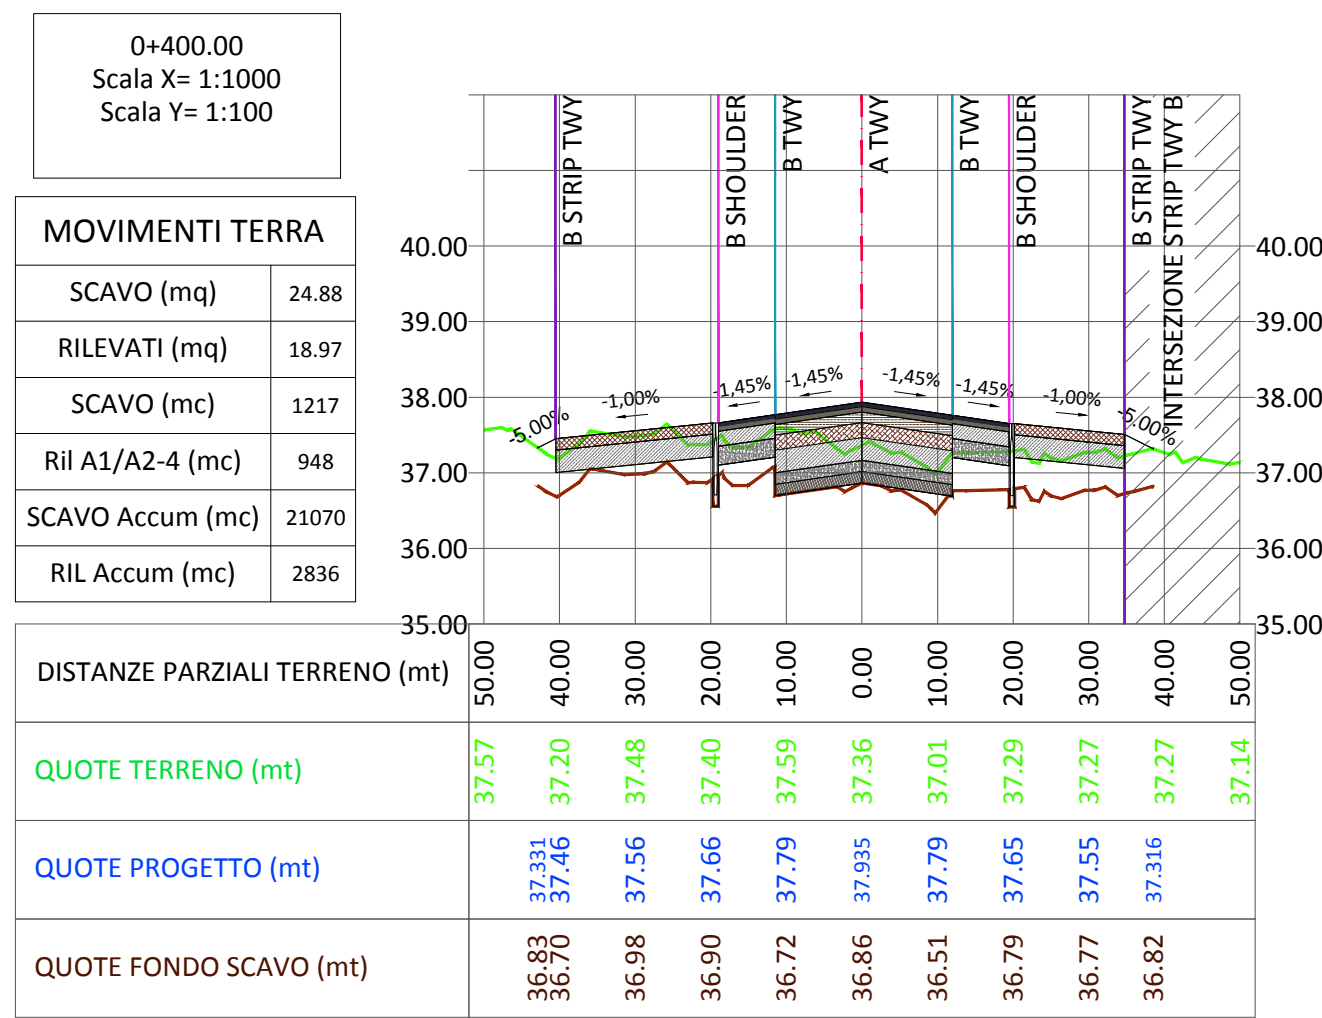 0+400.00
Scala X= 1:1000
Scala Y= 1:100
MOVIMENTI TERRA
SCAVO (mq) 24.88
RILEVATI (mq) 18.97
SCAVO (mc) 1217
Ril A1/A2-4 (mc) 948
SCAVO Accum (mc) 21070
RIL Accum (mc) 2836
B STRIP TWY
B SHOULDER
B TWY
A TWY
B TWY
B SHOULDER
B STRIP TWY
INTERSEZIONE STRIP TWY B
40.00 40.00
39.00 39.00
38.00 38.00
37.00 37.00
36.00 36.00
35.00 35.00
-5.00% -1,00% -1,45% -1,45% -1,45% -1,45% -1,00% -5.00%
DISTANZE PARZIALI TERRENO (mt) 50.00 40.00 30.00 20.00 10.00 0.00 10.00 20.00 30.00 40.00 50.00
QUOTE TERRENO (mt) 37.57 37.20 37.48 37.40 37.59 37.36 37.01 37.29 37.27 37.27 37.14
QUOTE PROGETTO (mt) 37.331 37.46 37.56 37.66 37.79 37.935 37.79 37.65 37.55 37.316
QUOTE FONDO SCAVO (mt) 36.83 36.70 36.98 36.90 36.72 36.86 36.51 36.79 36.77 36.82